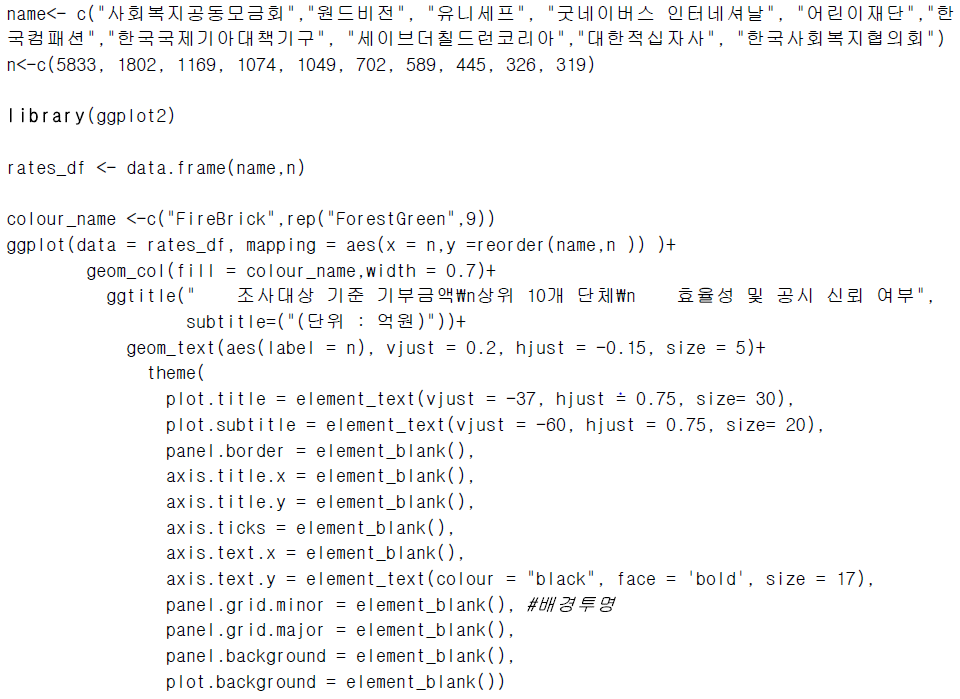 name<- c("사회복지공동모금회","원드비전", "유니세프", "굿네이버스 인터네셔날", "어린이재단","한
국컴패션","한국국제기아대책기구", "세이브더칠드런코리아","대한적십자사", "한국사회복지협의회")
n<-c(5833, 1802, 1169, 1074, 1049, 702, 589, 445, 326, 319)
library(ggplot2)
rates_df <- data.frame(name,n)
colour_name <-c("FireBrick",rep("ForestGreen",9))
ggplot(data = rates_df, mapping = aes(x = n,y =reorder(name,n )) )+
geom_col(fill = colour_name,width = 0.7)+
ggtitle("    조사대상 기준 기부금액₩n상위 10개 단체₩n    효율성 및 공시 신뢰 여부",
subtitle=("(단위 : 억원)"))+
geom_text(aes(label = n), vjust = 0.2, hjust = -0.15, size = 5)+
theme(
plot.title = element_text(vjust = -37, hjust = 0.75, size= 30),
plot.subtitle = element_text(vjust = -60, hjust = 0.75, size= 20),
panel.border = element_blank(),
axis.title.x = element_blank(),
axis.title.y = element_blank(),
axis.ticks = element_blank(),
axis.text.x = element_blank(),
axis.text.y = element_text(colour = "black", face = 'bold', size = 17),
panel.grid.minor = element_blank(), #배경투명
panel.grid.major = element_blank(),
panel.background = element_blank(),
plot.background = element_blank())